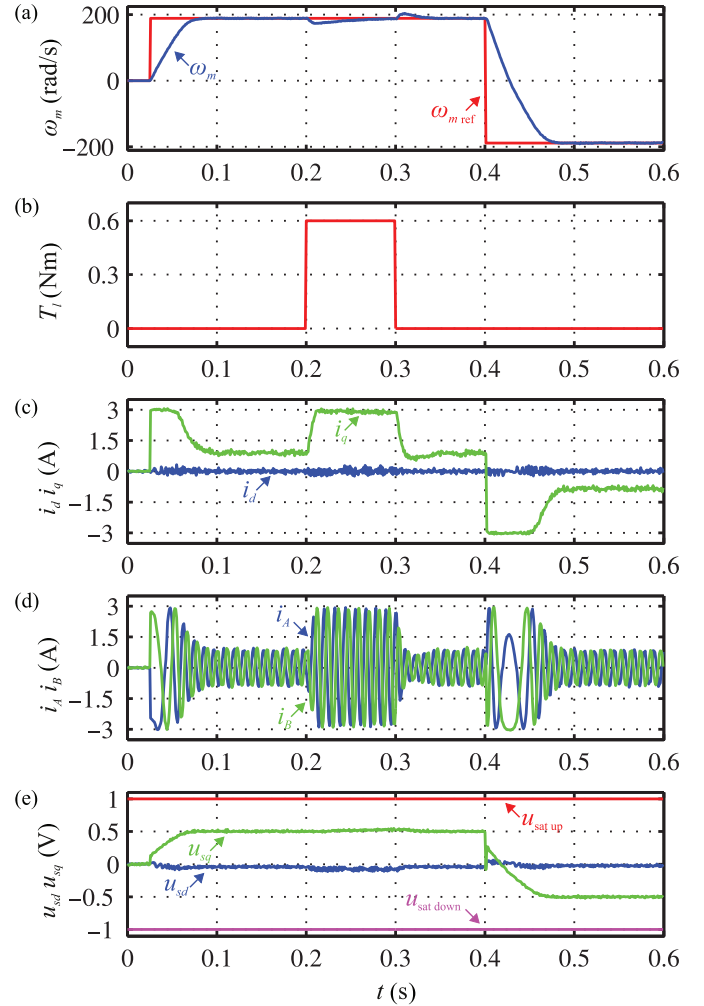 (a)
ω_m (rad/s)
200
0
−200
ω_m
ω_m ref
0 0.1 0.2 0.3 0.4 0.5 0.6
(b)
T_l (Nm)
0.6
0.3
0
0 0.1 0.2 0.3 0.4 0.5 0.6
(c)
i_d i_q (A)
3
1.5
0
−1.5
−3
i_q
i_d
0 0.1 0.2 0.3 0.4 0.5 0.6
(d)
i_A i_B (A)
3
1.5
0
−1.5
−3
i_A
i_B
0 0.1 0.2 0.3 0.4 0.5 0.6
(e)
u_sd u_sq (V)
1
0.5
0
−0.5
−1
u_sat up
u_sq
u_sd
u_sat down
0 0.1 0.2 0.3 0.4 0.5 0.6
t (s)